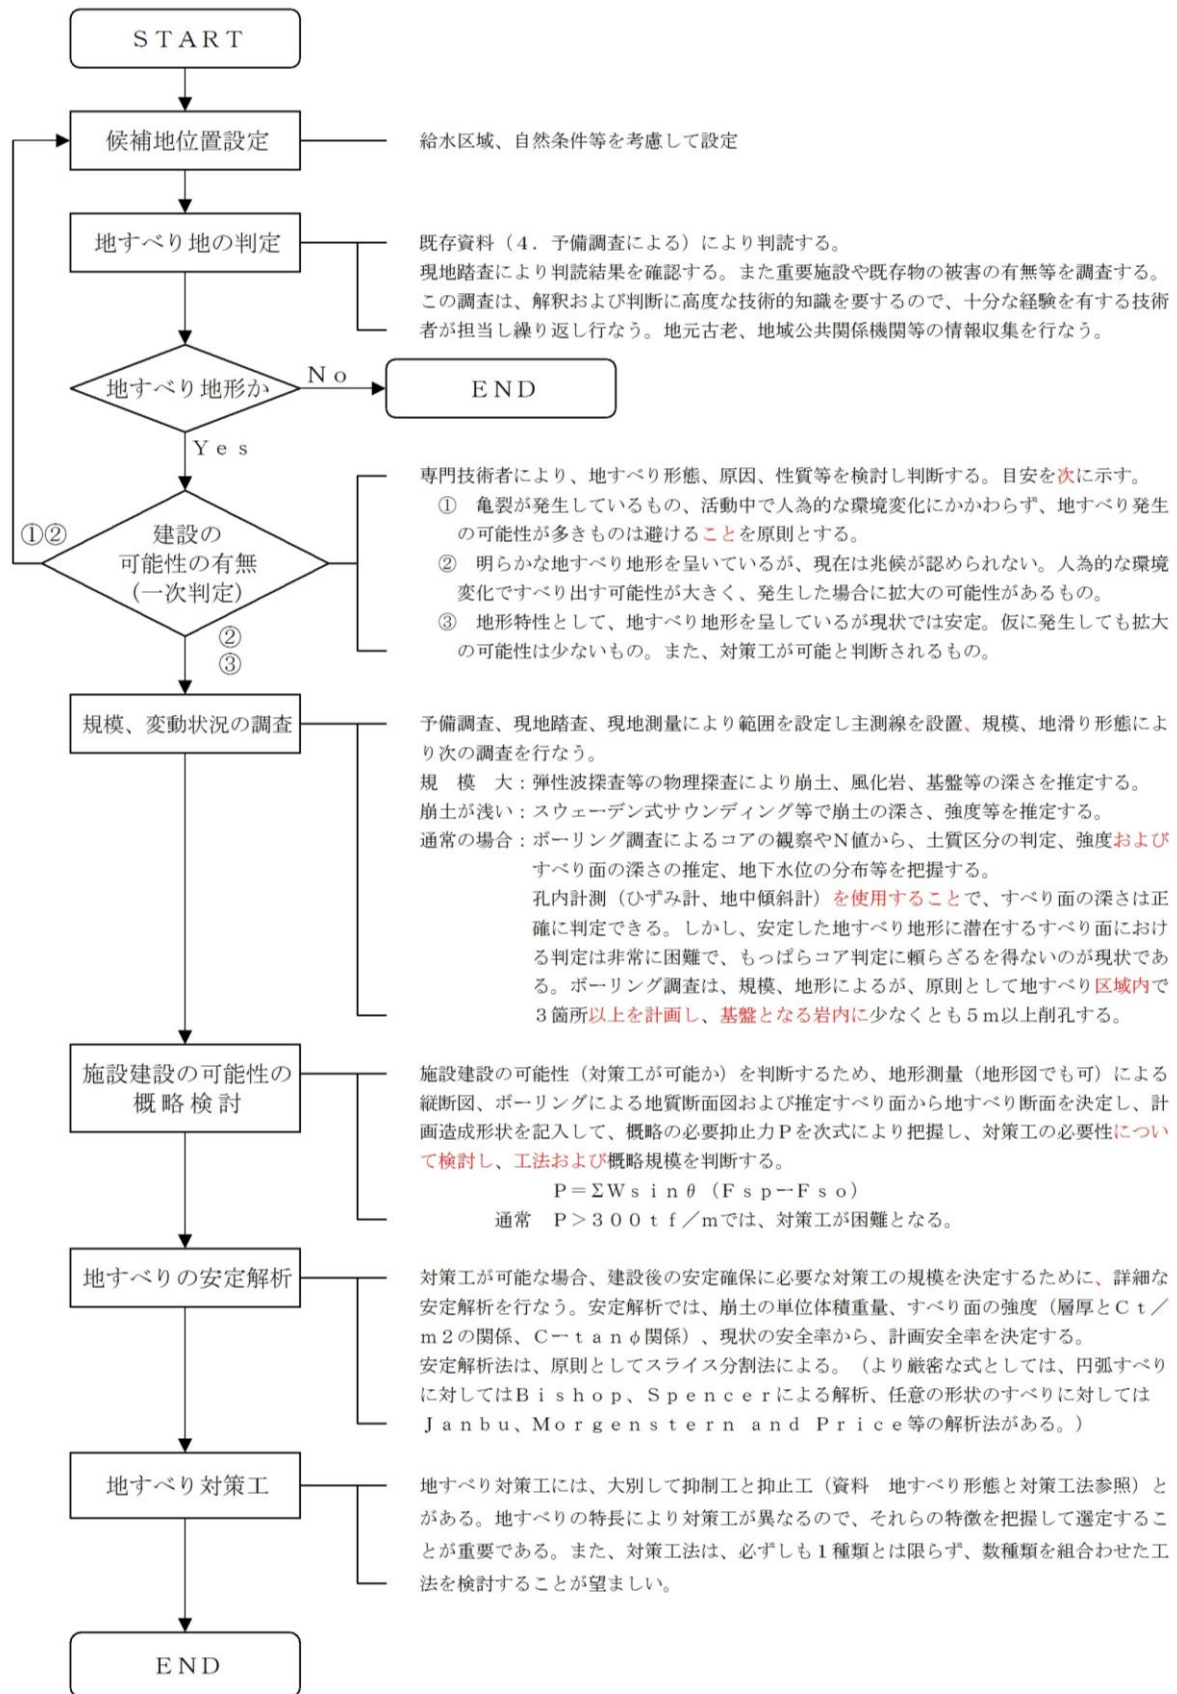 ＳＴＡＲＴ
候補地位置設定
給水区域、自然条件等を考慮して設定
地すべり地の判定
既存資料（４．予備調査による）により判読する。
現地踏査により判読結果を確認する。また重要施設や既存物の被害の有無等を調査する。
この調査は、解釈および判断に高度な技術的知識を要するので、十分な経験を有する技術
者が担当し繰り返し行なう。地元古老、地域公共関係機関等の情報収集を行なう。
地すべり地形か
Ｎｏ
ＥＮＤ
Ｙｅｓ
建設の
可能性の有無
（一次判定）
①②
②
③
専門技術者により、地すべり形態、原因、性質等を検討し判断する。目安を次に示す。
①　亀裂が発生しているもの、活動中で人為的な環境変化にかかわらず、地すべり発生
の可能性が多きものは避けることを原則とする。
②　明らかな地すべり地形を呈いているが、現在は兆候が認められない。人為的な環境
変化ですべり出す可能性が大きく、発生した場合に拡大の可能性があるもの。
③　地形特性として、地すべり地形を呈しているが現状では安定。仮に発生しても拡大
の可能性は少ないもの。また、対策工が可能と判断されるもの。
規模、変動状況の調査
予備調査、現地踏査、現地測量により範囲を設定し主測線を設置、規模、地滑り形態によ
り次の調査を行なう。
規　模　大：弾性波探査等の物理探査により崩土、風化岩、基盤等の深さを推定する。
崩土が浅い：スウェーデン式サウンディング等で崩土の深さ、強度等を推定する。
通常の場合：ボーリング調査によるコアの観察やＮ値から、土質区分の判定、強度および
すべり面の深さの推定、地下水位の分布等を把握する。
孔内計測（ひずみ計、地中傾斜計）を使用することで、すべり面の深さは正
確に判定できる。しかし、安定した地すべり地形に潜在するすべり面におけ
る判定は非常に困難で、もっぱらコア判定に頼らざるを得ないのが現状であ
る。ボーリング調査は、規模、地形によるが、原則として地すべり区域内で
３箇所以上を計画し、基盤となる岩内に少なくとも５ｍ以上削孔する。
施設建設の可能性の
概略検討
施設建設の可能性（対策工が可能か）を判断するため、地形測量（地形図でも可）による
縦断図、ボーリングによる地質断面図および推定すべり面から地すべり断面を決定し、計
画造成形状を記入して、概略の必要抑止力Ｐを次式により把握し、対策工の必要性につい
て検討し、工法および概略規模を判断する。
Ｐ＝ΣＷｓｉｎθ（Ｆｓｐ－Ｆｓｏ）
通常　Ｐ＞３００ｔｆ／ｍでは、対策工が困難となる。
地すべりの安定解析
対策工が可能な場合、建設後の安定確保に必要な対策工の規模を決定するために、詳細な
安定解析を行なう。安定解析では、崩土の単位体積重量、すべり面の強度（層厚とＣｔ／
ｍ２の関係、Ｃ－ｔａｎφ関係）、現状の安全率から、計画安全率を決定する。
安定解析法は、原則としてスライス分割法による。（より厳密な式としては、円弧すべり
に対してはＢｉｓｈｏｐ、Ｓｐｅｎｃｅｒによる解析、任意の形状のすべりに対しては
Ｊａｎｂｕ、Ｍｏｒｇｅｎｓｔｅｒｎ　ａｎｄ　Ｐｒｉｃｅ等の解析法がある。）
地すべり対策工
地すべり対策工には、大別して抑制工と抑止工（資料　地すべり形態と対策工法参照）と
がある。地すべりの特長により対策工が異なるので、それらの特徴を把握して選定するこ
とが重要である。また、対策工法は、必ずしも１種類とは限らず、数種類を組合わせた工
法を検討することが望ましい。
ＥＮＤ